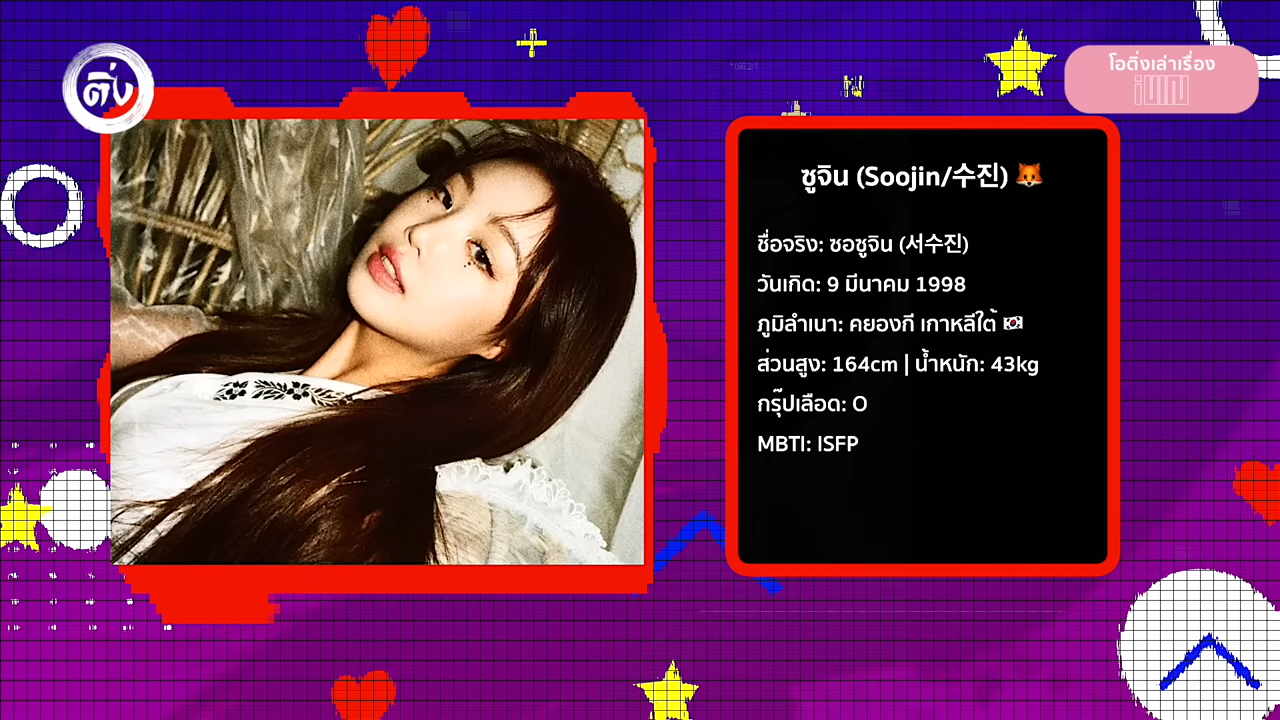 ติ่ง
โอติ่งเล่าเรื่อง
ซูจิน (Soojin/수진) 🦊
ชื่อจริง: ซอซูจิน (서수진)
วันเกิด: 9 มีนาคม 1998
ภูมิลำเนา: คยองกี เกาหลีใต้ 🇰🇷
ส่วนสูง: 164cm | น้ำหนัก: 43kg
กรุ๊ปเลือด: O
MBTI: ISFP